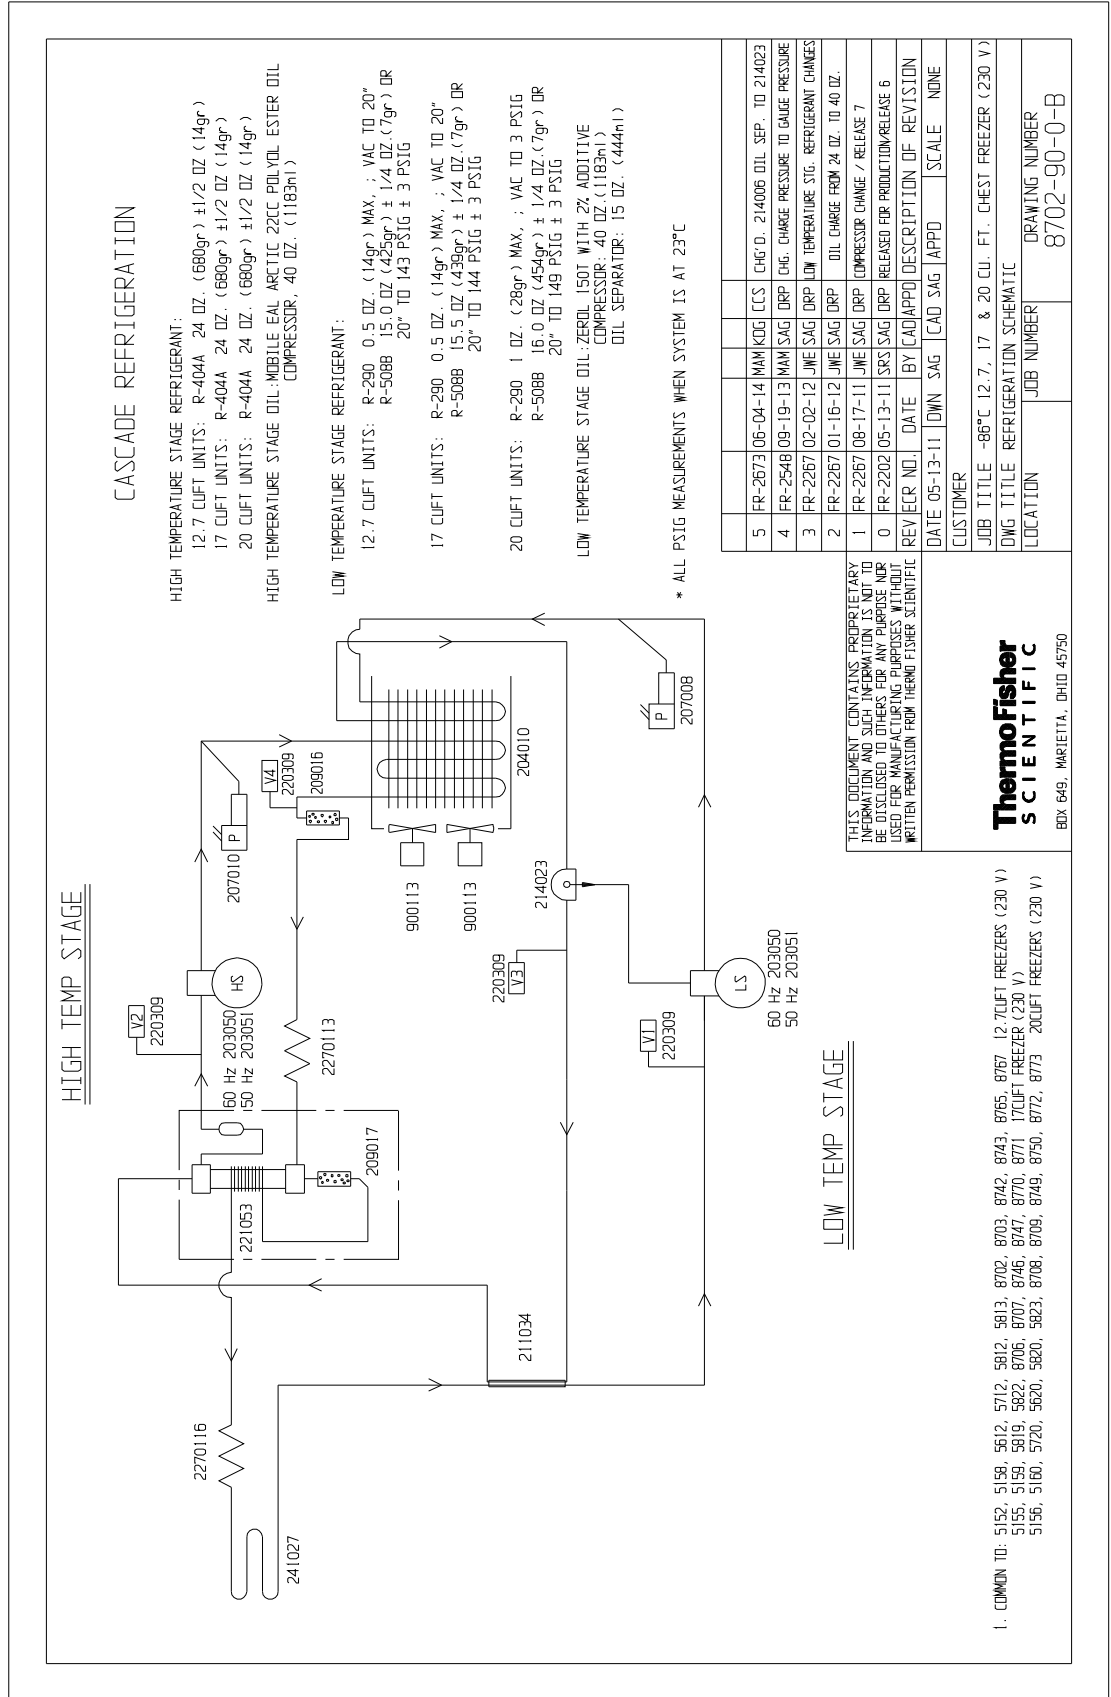 CASCADE REFRIGERATION
HIGH TEMPERATURE STAGE REFRIGERANT:
12.7 CUFT UNITS: R-404A 24 OZ. (680gr) ±1/2 OZ (14gr)
17 CUFT UNITS: R-404A 24 OZ. (680gr) ±1/2 OZ (14gr)
20 CUFT UNITS: R-404A 24 OZ. (680gr) ±1/2 OZ (14gr)
HIGH TEMPERATURE STAGE OIL:MOBILE EAL ARCTIC 22CC POLYOL ESTER OIL
COMPRESSOR, 40 OZ. (1183ml)
LOW TEMPERATURE STAGE REFRIGERANT:
12.7 CUFT UNITS: R-290 0.5 OZ. (14gr) MAX, ; VAC TO 20"
R-508B 15.0 OZ (425gr) ± 1/4 OZ.(7gr) OR
20" TO 143 PSIG ± 3 PSIG
17 CUFT UNITS: R-290 0.5 OZ. (14gr) MAX, ; VAC TO 20"
R-508B 15.5 OZ (439gr) ± 1/4 OZ.(7gr) OR
20" TO 144 PSIG ± 3 PSIG
20 CUFT UNITS: R-290 1 OZ. (28gr) MAX, ; VAC TO 3 PSIG
R-508B 16.0 OZ (454gr) ± 1/4 OZ.(7gr) OR
20" TO 149 PSIG ± 3 PSIG
LOW TEMPERATURE STAGE OIL:ZEROL 150T WITH 2% ADDITIVE
COMPRESSOR: 40 OZ.(1183ml)
OIL SEPARATOR: 15 OZ. (444ml)
* ALL PSIG MEASUREMENTS WHEN SYSTEM IS AT 23°C
HIGH TEMP STAGE
V2
220309
HS
60 Hz 203050
50 Hz 203051
P
207010
V4
220309
209016
2270113
221053
209017
900113
900113
204010
214023
V3
220309
P
207008
LS
60 Hz 203050
50 Hz 203051
V1
220309
211034
2270116
241027
LOW TEMP STAGE
1. COMMON TO: 5152, 5158, 5612, 5712, 5812, 5813, 8702, 8703, 8742, 8743, 8765, 8767 12.7CUFT FREEZERS (230 V)
5155, 5159, 5819, 5822, 8706, 8707, 8746, 8747, 8770, 8771 17CUFT FREEZER (230 V)
5156, 5160, 5720, 5620, 5820, 5823, 8708, 8709, 8749, 8750, 8772, 8773 20CUFT FREEZERS (230 V)
5 FR-2673 06-04-14 MAM KDG CCS CHG'D. 214006 OIL SEP. TO 214023
4 FR-2548 09-19-13 MAM SAG DRP CHG. CHARGE PRESSURE TO GAUGE PRESSURE
3 FR-2267 02-02-12 JWE SAG DRP LOW TEMPERATURE STG. REFRIGERANT CHANGES
2 FR-2267 01-16-12 JWE SAG DRP OIL CHARGE FROM 24 OZ. TO 40 OZ.
1 FR-2267 08-17-11 JWE SAG DRP COMPRESSOR CHANGE / RELEASE 7
0 FR-2202 05-13-11 SRS SAG DRP RELEASED FOR PRODUCTION/RELEASE 6
REV ECR NO. DATE BY CAD APPD DESCRIPTION OF REVISION
DATE 05-13-11 DWN SAG CAD SAG APPD SCALE NONE
CUSTOMER
JOB TITLE -86°C 12.7, 17 & 20 CU. FT. CHEST FREEZER (230 V)
DWG TITLE REFRIGERATION SCHEMATIC
LOCATION JOB NUMBER DRAWING NUMBER
8702-90-0-B
THIS DOCUMENT CONTAINS PROPRIETARY
INFORMATION AND SUCH INFORMATION IS NOT TO
BE DISCLOSED TO OTHERS FOR ANY PURPOSE NOR
USED FOR MANUFACTURING PURPOSES WITHOUT
WRITTEN PERMISSION FROM THERMO FISHER SCIENTIFIC
ThermoFisher
SCIENTIFIC
BOX 649, MARIETTA, OHIO 45750